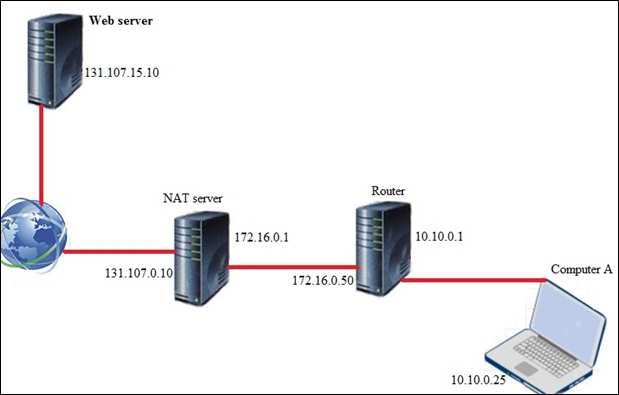 Web server
131.107.15.10
NAT server
Router
172.16.0.1
10.10.0.1
131.107.0.10
172.16.0.50
Computer A
10.10.0.25